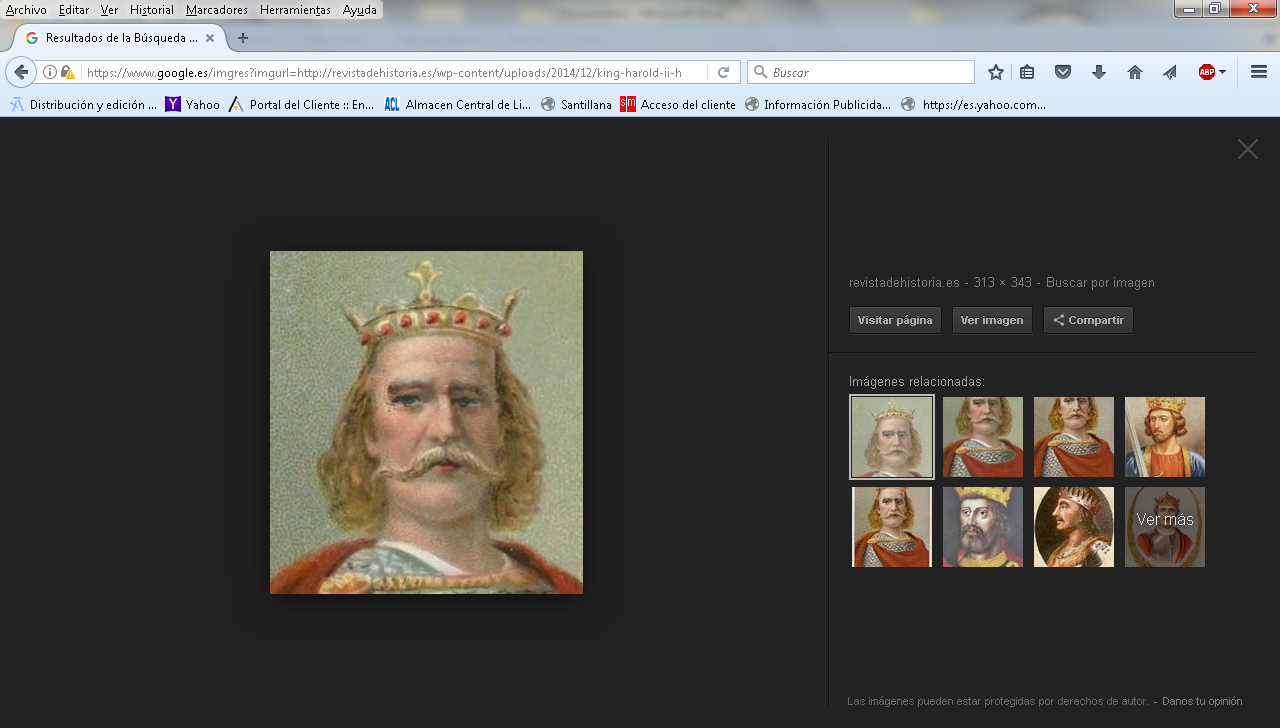 Archivo Editar Ver Historial Marcadores Herramientas Ayuda
Resultados de la Búsqueda ...
https://www.google.es/imgres?imgurl=http://revistadehistoria.es/wp-content/uploads/2014/12/king-harold-ii-h
Buscar
ABP
Distribución y edición ... Yahoo Portal del Cliente :: En... ACL Almacen Central de Li... Santillana sm Acceso del cliente Información Publicida... https://es.yahoo.com...
revistadehistoria.es - 313 × 343 - Buscar por imagen
Visitar página Ver imagen Compartir
Imágenes relacionadas:
Ver más
Las imágenes pueden estar protegidas por derechos de autor. - Danos tu opinión